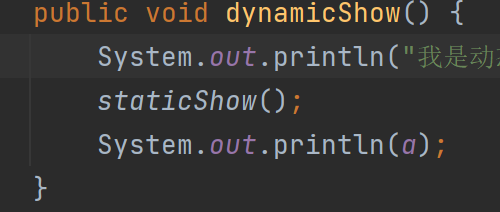 public void dynamicShow() {
System.out.println("我是动
staticShow();
System.out.println(a);
}